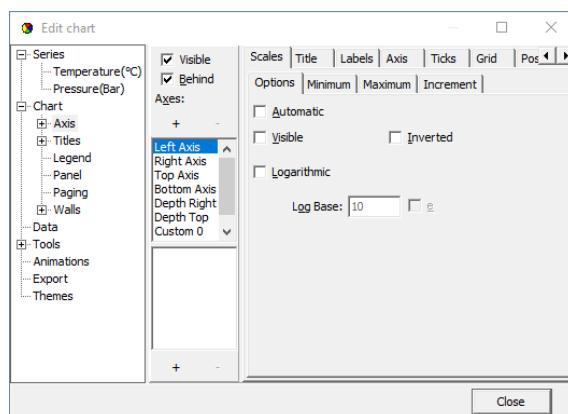 Edit chart
Series
Temperature(ºC)
Pressure(Bar)
Chart
Axis
Titles
Legend
Panel
Paging
Walls
Data
Tools
Animations
Export
Themes
Visible
Behind
Axes:
+ -
Left Axis
Right Axis
Top Axis
Bottom Axis
Depth Right
Depth Top
Custom 0
+ -
Scales Title Labels Axis Ticks Grid Pos
Options Minimum Maximum Increment
Automatic
Visible Inverted
Logarithmic
Log Base: 10 e
Close